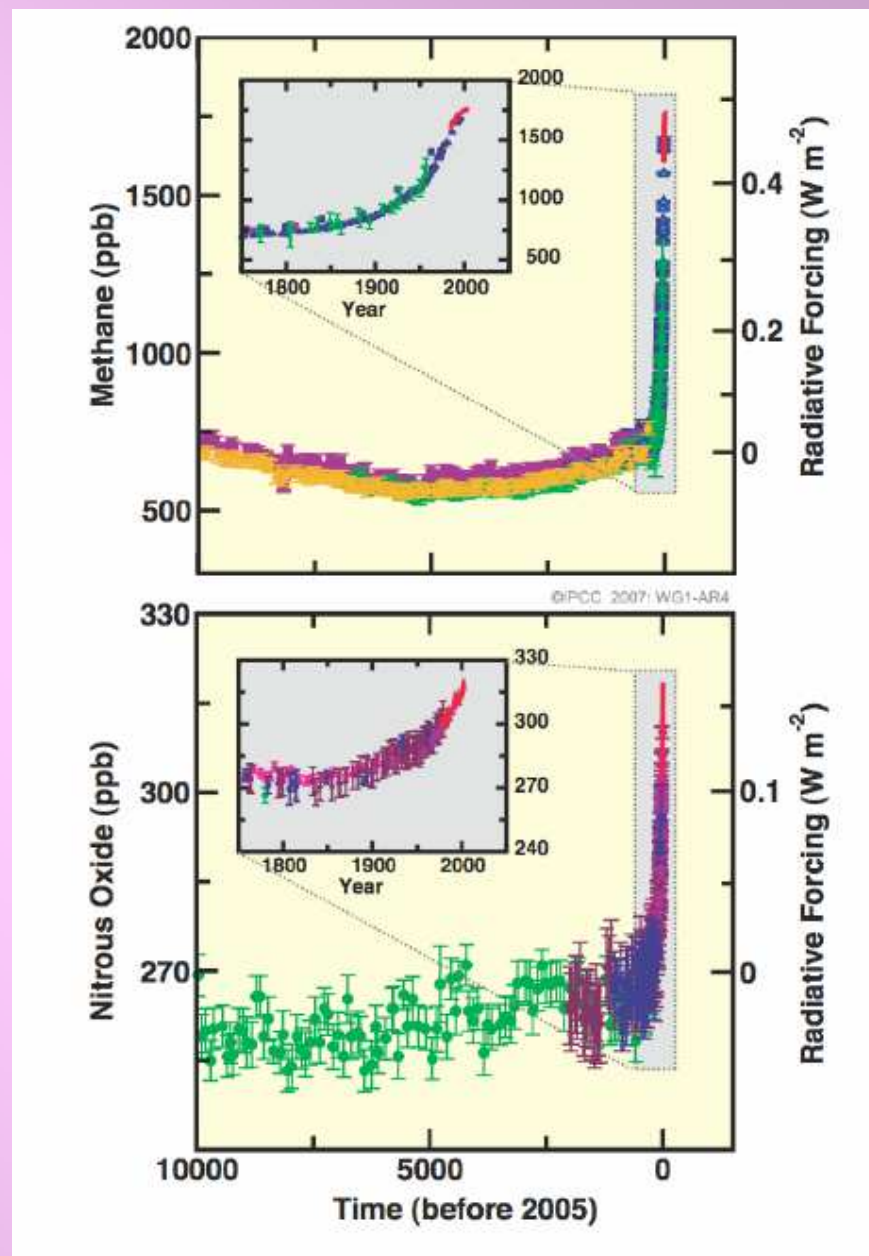 2000
1500
1000
500
Methane (ppb)
2000
1500
1000
500
1800 1900 2000
Year
0.4
0.2
0
Radiative Forcing (W m-2)
©IPCC 2007: WG1-AR4
330
300
270
Nitrous Oxide (ppb)
330
300
270
240
1800 1900 2000
Year
0.1
0
Radiative Forcing (W m-2)
10000 5000 0
Time (before 2005)